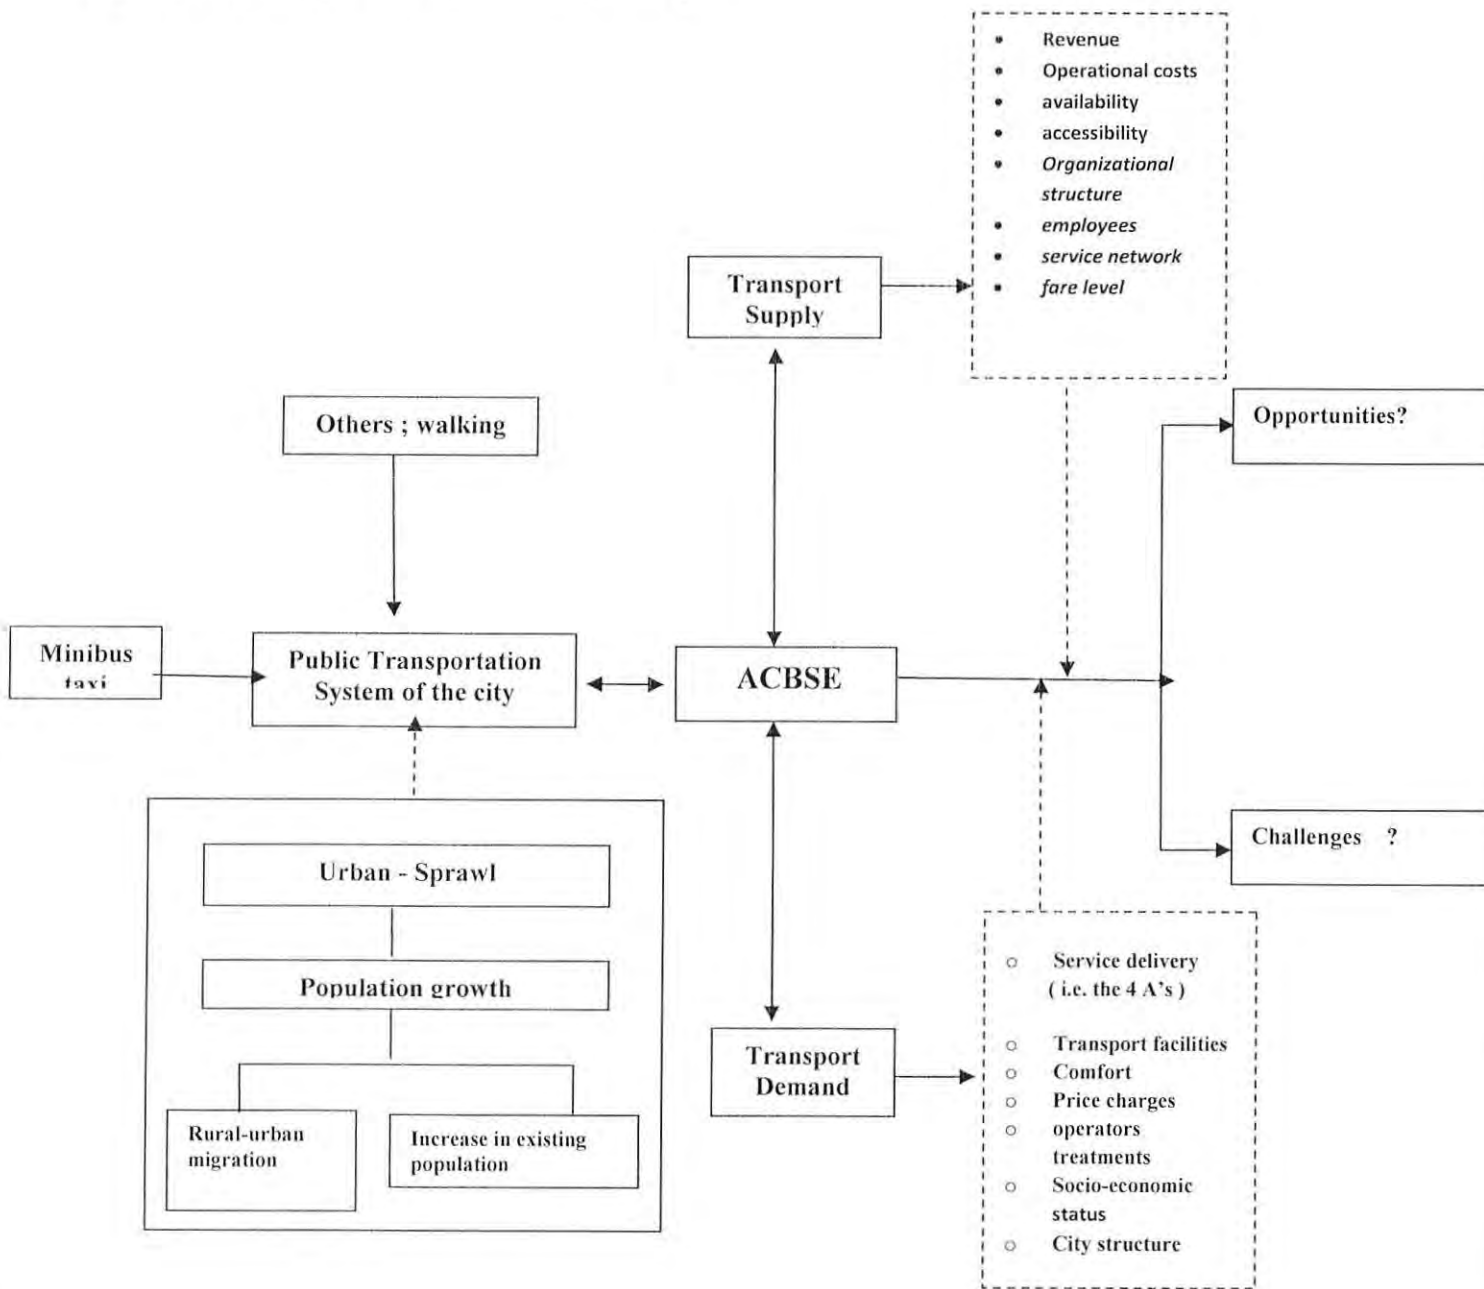 Revenue
Operational costs
availability
accessibility
Organizational
structure
employees
service network
fare level
Transport
Supply
Others ; walking
Opportunities?
Minibus
taxi
Public Transportation
System of the city
ACBSE
Challenges ?
Urban - Sprawl
Population growth
Rural-urban
migration
Increase in existing
population
Transport
Demand
Service delivery
( i.e. the 4 A's )
Transport facilities
Comfort
Price charges
operators
treatments
Socio-economic
status
City structure